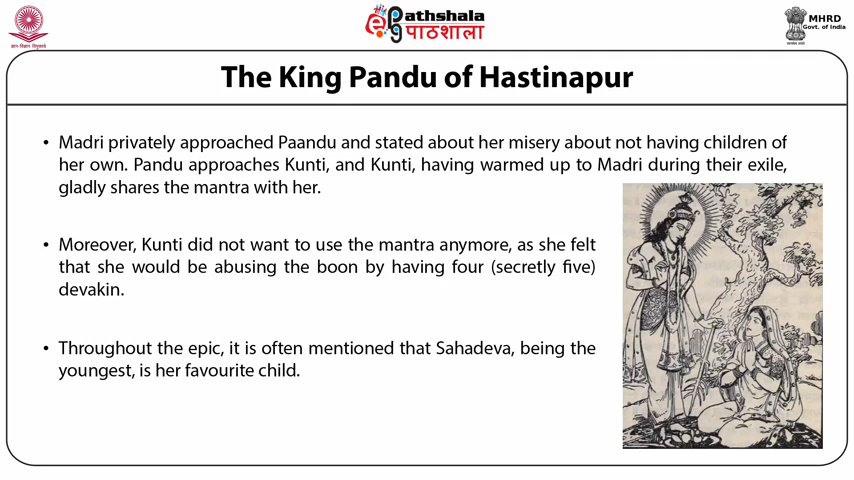 ePathshala
पाठशाला
MHRD
Govt. of India
The King Pandu of Hastinapur
• Madri privately approached Paandu and stated about her misery about not having children of
her own. Pandu approaches Kunti, and Kunti, having warmed up to Madri during their exile,
gladly shares the mantra with her.
• Moreover, Kunti did not want to use the mantra anymore, as she felt
that she would be abusing the boon by having four (secretly five)
devakin.
• Throughout the epic, it is often mentioned that Sahadeva, being the
youngest, is her favourite child.